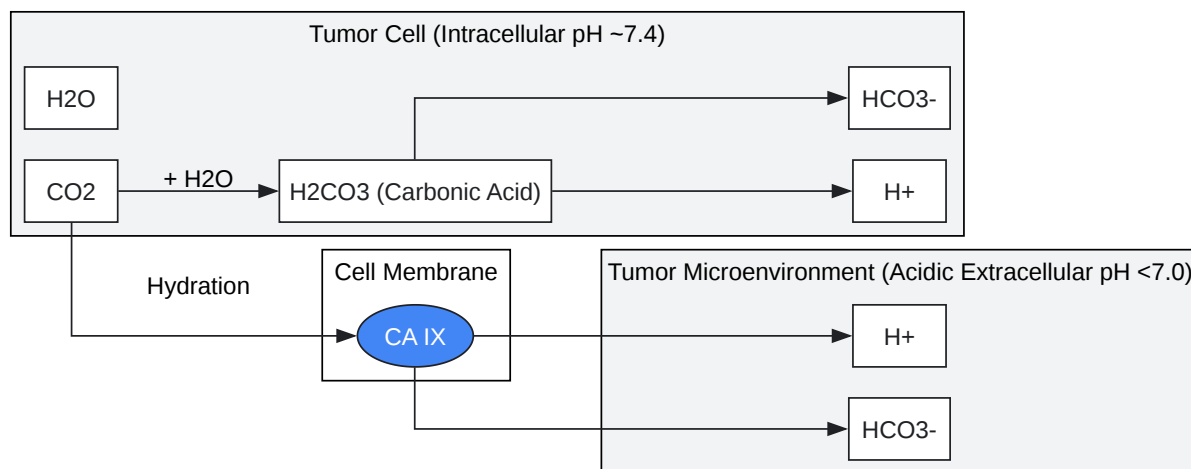 Tumor Cell (Intracellular pH ~7.4)
H2O
HCO3-
CO2
+ H2O
H2CO3 (Carbonic Acid)
H+
Hydration
Cell Membrane
CA IX
Tumor Microenvironment (Acidic Extracellular pH <7.0)
H+
HCO3-